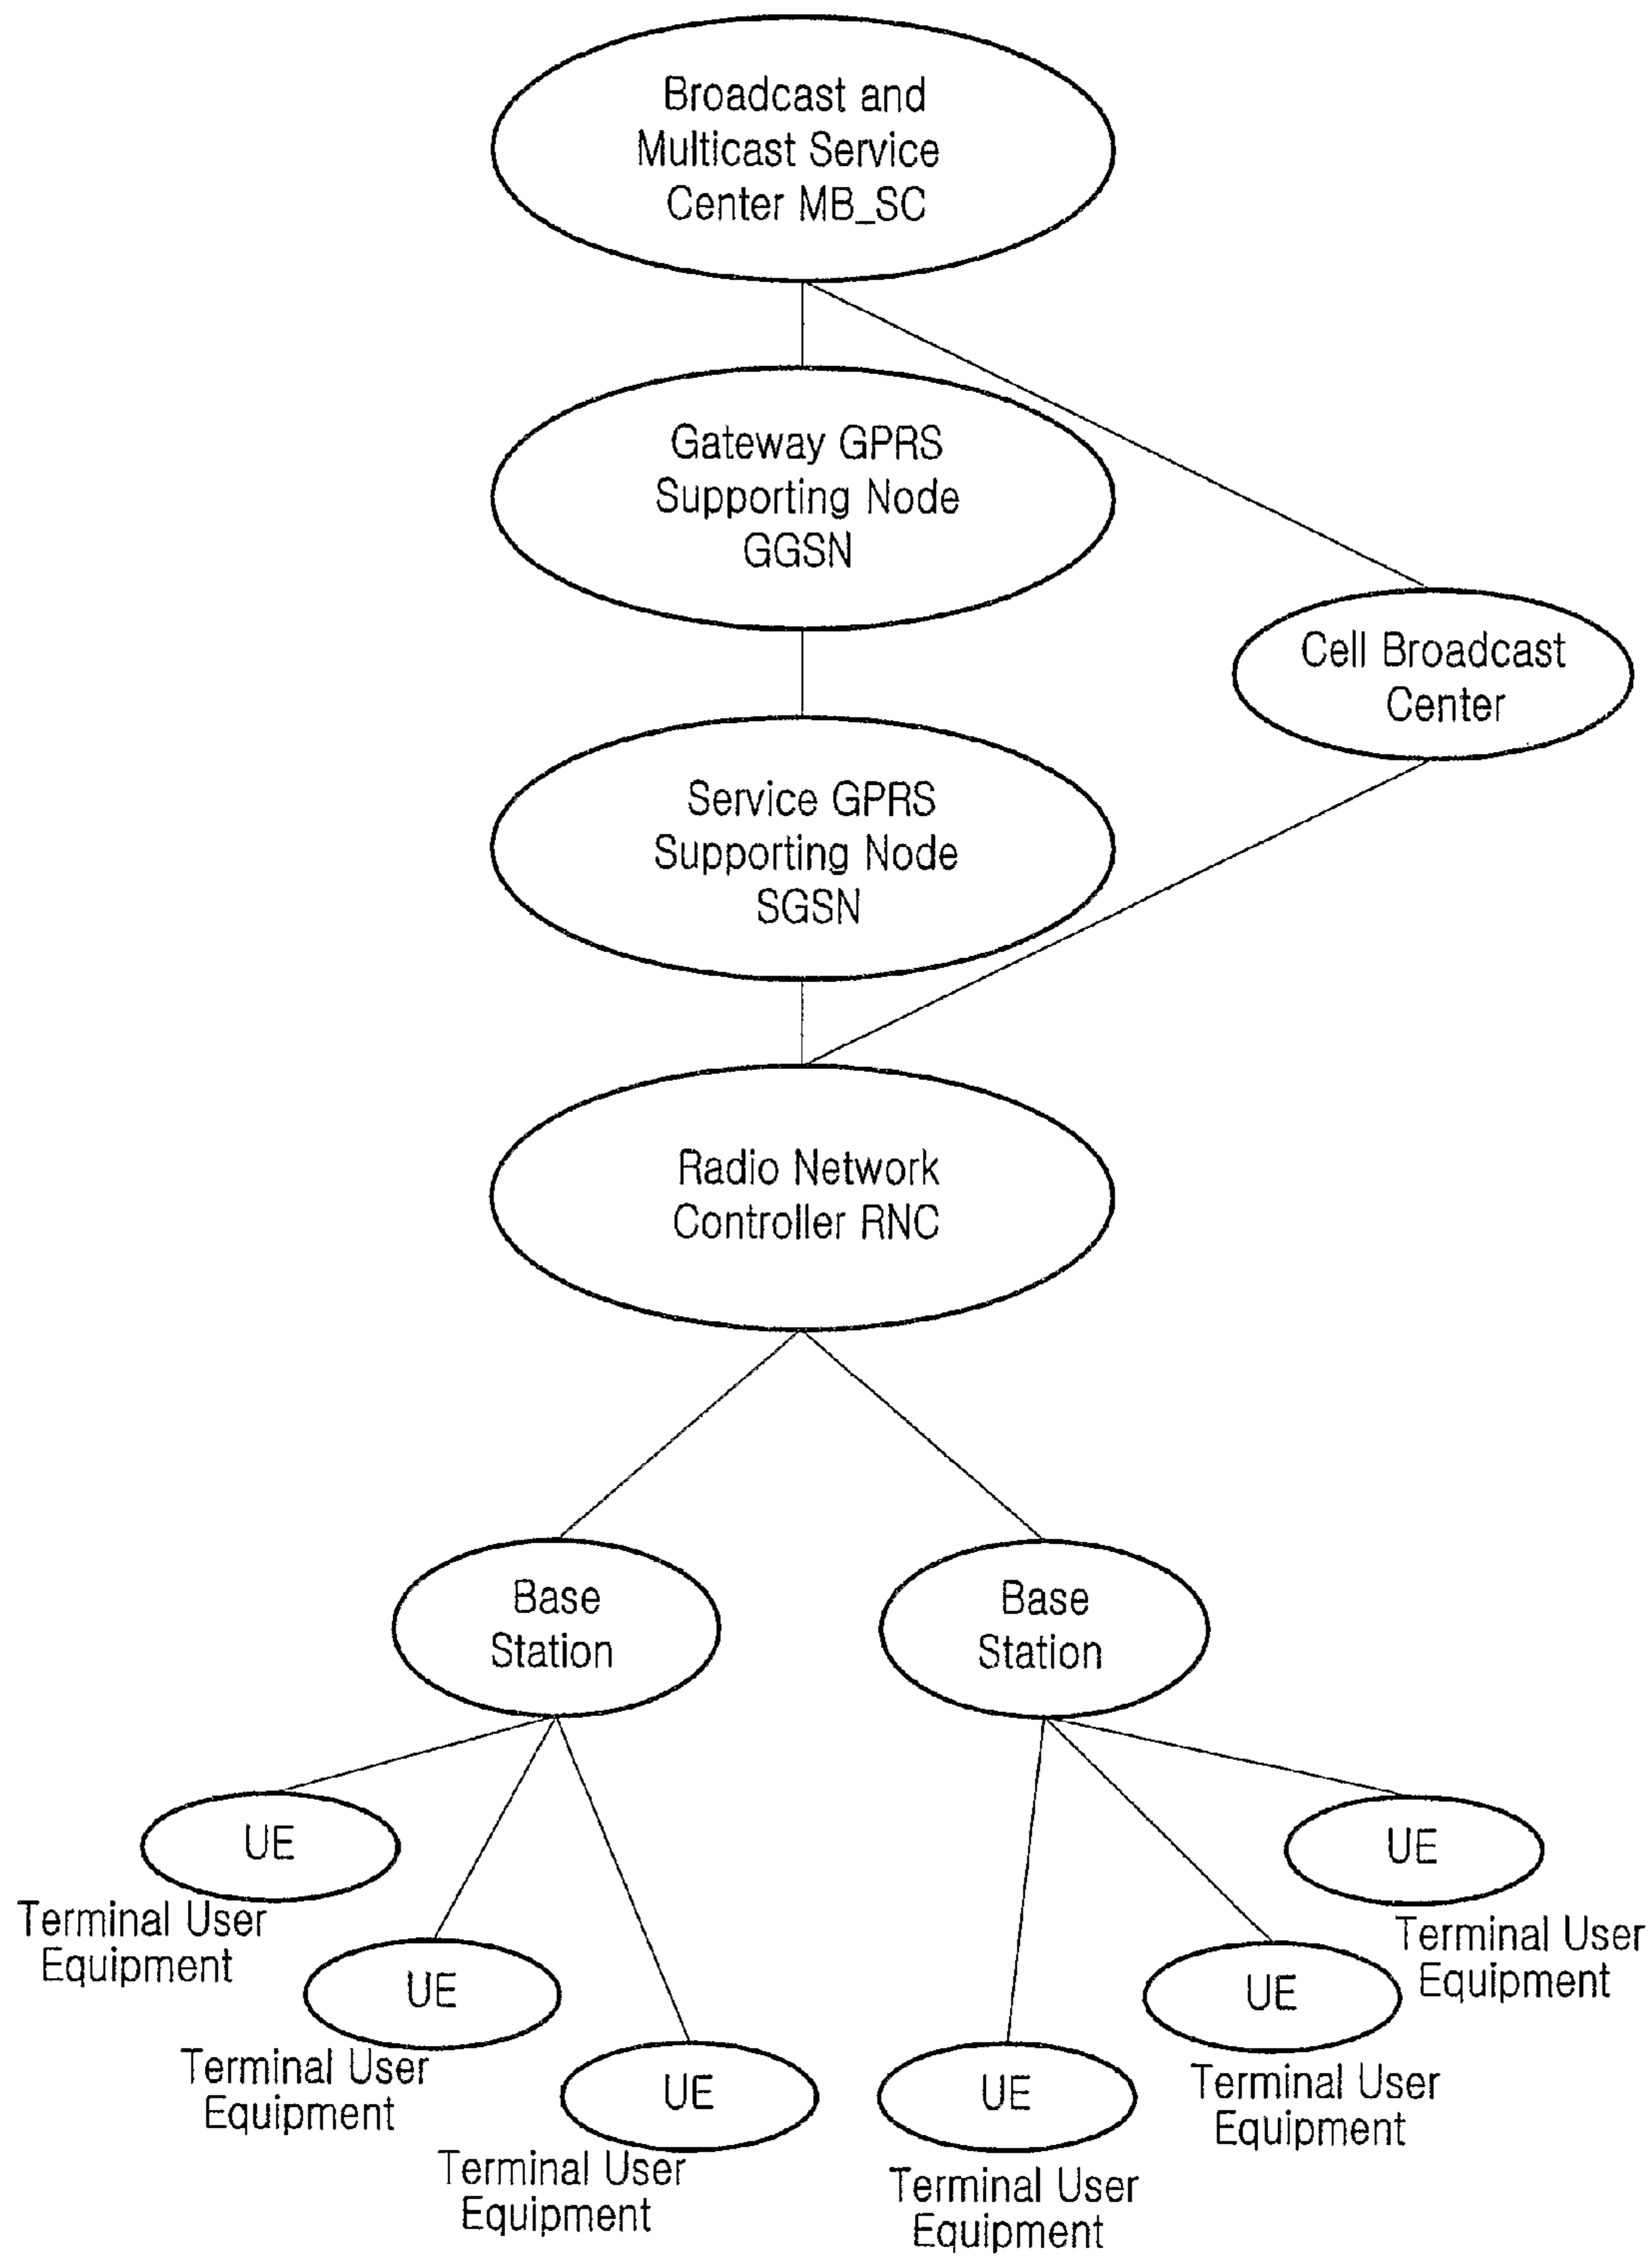 Broadcast and
Multicast Service
Center MB_SC
Gateway GPRS
Supporting Node
GGSN
Cell Broadcast
Center
Service GPRS
Supporting Node
SGSN
Radio Network
Controller RNC
Base
Station
Base
Station
UE
Terminal User
Equipment
UE
Terminal User
Equipment
UE
Terminal User
Equipment
UE
Terminal User
Equipment
UE
Terminal User
Equipment
UE
Terminal User
Equipment